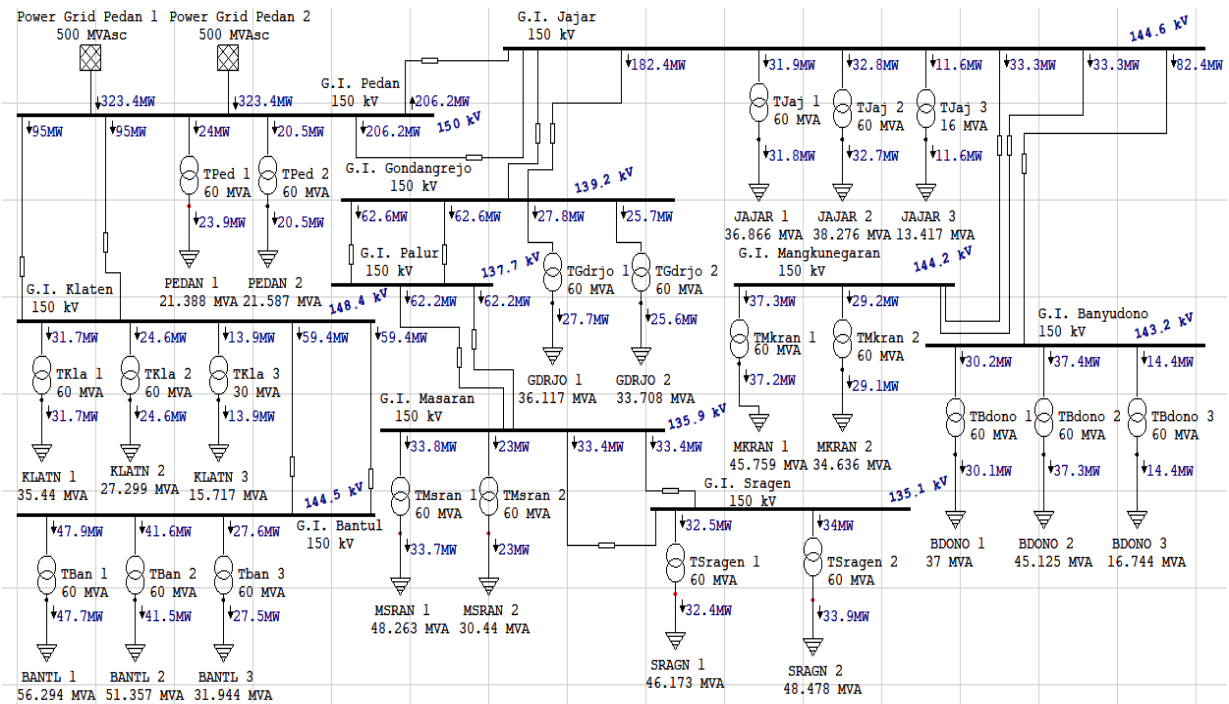 Power Grid Pedan 1
500 MVAsc
Power Grid Pedan 2
500 MVAsc
G.I. Jajar
150 kV
144.6 kV
323.4MW
323.4MW
G.I. Pedan
150 kV
206.2MW
150 kV
182.4MW
31.9MW
32.8MW
11.6MW
33.3MW
33.3MW
82.4MW
TJaj 1
60 MVA
TJaj 2
60 MVA
TJaj 3
16 MVA
31.8MW
32.7MW
11.6MW
JAJAR 1
36.866 MVA
JAJAR 2
38.276 MVA
JAJAR 3
13.417 MVA
95MW
95MW
24MW
20.5MW
206.2MW
TPed 1
60 MVA
TPed 2
60 MVA
23.9MW
20.5MW
PEDAN 1
21.388 MVA
PEDAN 2
21.587 MVA
G.I. Gondangrejo
150 kV
139.2 kV
62.6MW
62.6MW
27.8MW
25.7MW
TGdrjo 1
60 MVA
TGdrjo 2
60 MVA
27.7MW
25.6MW
GDRJO 1
36.117 MVA
GDRJO 2
33.708 MVA
G.I. Palur
150 kV
137.7 kV
62.2MW
62.2MW
G.I. Mangkunegaran
150 kV
144.2 kV
37.3MW
29.2MW
TMkran 1
60 MVA
TMkran 2
60 MVA
37.2MW
29.1MW
MKRAN 1
45.759 MVA
MKRAN 2
34.636 MVA
G.I. Banyudono
150 kV
143.2 kV
30.2MW
37.4MW
14.4MW
TBdono 1
60 MVA
TBdono 2
60 MVA
TBdono 3
60 MVA
30.1MW
37.3MW
14.4MW
BDONO 1
37 MVA
BDONO 2
45.125 MVA
BDONO 3
16.744 MVA
G.I. Klaten
150 kV
148.4 kV
31.7MW
24.6MW
13.9MW
59.4MW
59.4MW
TKla 1
60 MVA
TKla 2
60 MVA
TKla 3
30 MVA
31.7MW
24.6MW
13.9MW
KLATN 1
35.44 MVA
KLATN 2
27.299 MVA
KLATN 3
15.717 MVA
G.I. Masaran
150 kV
135.9 kV
33.8MW
23MW
33.4MW
33.4MW
TMsran 1
60 MVA
TMsran 2
60 MVA
33.7MW
23MW
MSRAN 1
48.263 MVA
MSRAN 2
30.44 MVA
G.I. Sragen
150 kV
135.1 kV
32.5MW
34MW
TSragen 1
60 MVA
TSragen 2
60 MVA
32.4MW
33.9MW
SRAGN 1
46.173 MVA
SRAGN 2
48.478 MVA
144.5 kV
G.I. Bantul
150 kV
47.9MW
41.6MW
27.6MW
TBan 1
60 MVA
TBan 2
60 MVA
Tban 3
60 MVA
47.7MW
41.5MW
27.5MW
BANTL 1
56.294 MVA
BANTL 2
51.357 MVA
BANTL 3
31.944 MVA